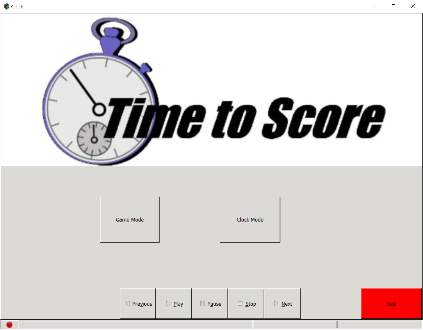 Time to Score
Game Mode
Clock Mode
Previous
Play
Pause
Stop
Next
Exit